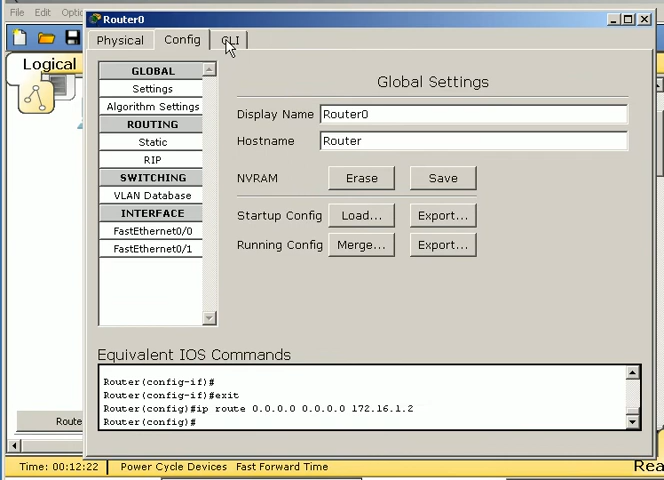 Router0
File Edit Optio
Physical Config CLI
Logical
GLOBAL
Settings
Algorithm Settings
ROUTING
Static
RIP
SWITCHING
VLAN Database
INTERFACE
FastEthernet0/0
FastEthernet0/1
Global Settings
Display Name Router0
Hostname Router
NVRAM Erase Save
Startup Config Load... Export...
Running Config Merge... Export...
Equivalent IOS Commands
Router(config-if)#
Router(config-if)#exit
Router(config)#ip route 0.0.0.0 0.0.0.0 172.16.1.2
Router(config)#
Route
Time: 00:12:22 Power Cycle Devices Fast Forward Time Rea